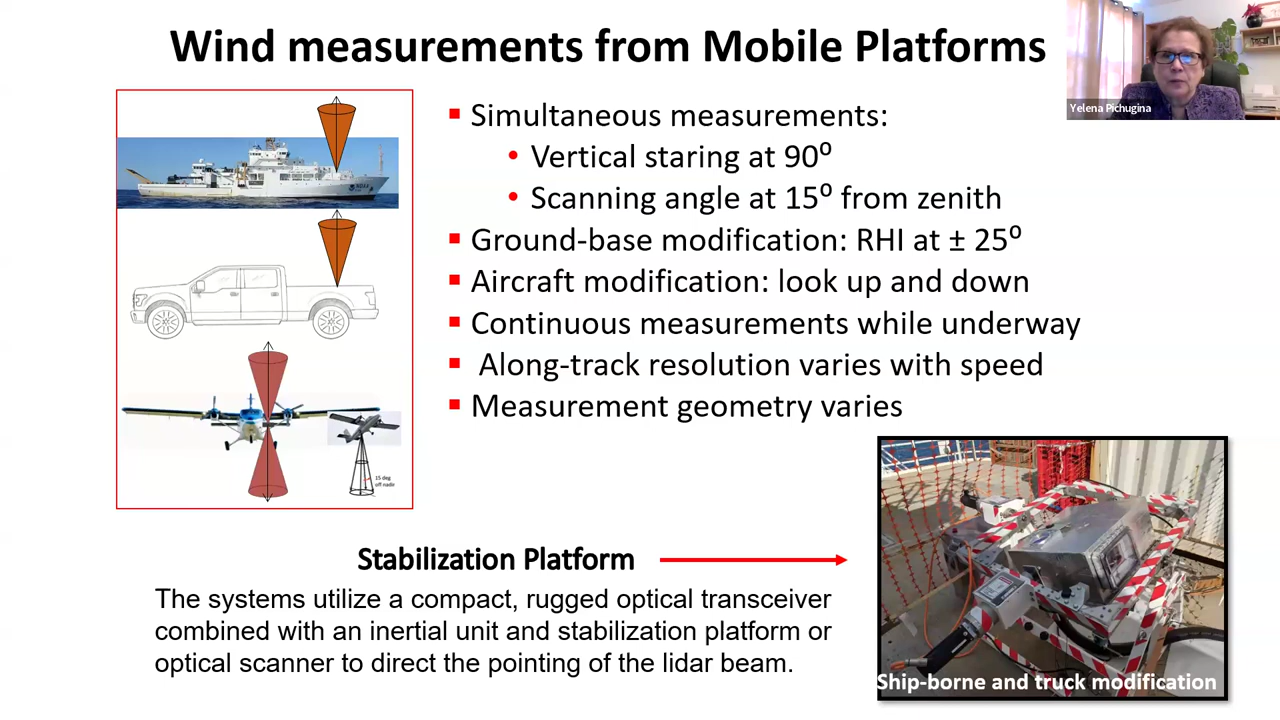 Wind measurements from Mobile Platforms
Yelena Pichugina
▪ Simultaneous measurements:
• Vertical staring at 90⁰
• Scanning angle at 15⁰ from zenith
▪ Ground-base modification: RHI at ± 25⁰
▪ Aircraft modification: look up and down
▪ Continuous measurements while underway
▪ Along-track resolution varies with speed
▪ Measurement geometry varies
15 deg
off nadir
Stabilization Platform
The systems utilize a compact, rugged optical transceiver
combined with an inertial unit and stabilization platform or
optical scanner to direct the pointing of the lidar beam.
Ship-borne and truck modification